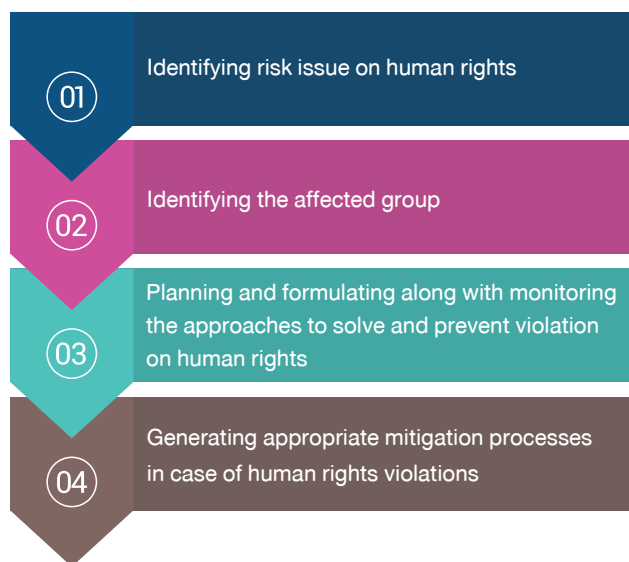 01
Identifying risk issue on human rights
02
Identifying the affected group
03
Planning and formulating along with monitoring
the approaches to solve and prevent violation
on human rights
04
Generating appropriate mitigation processes
in case of human rights violations